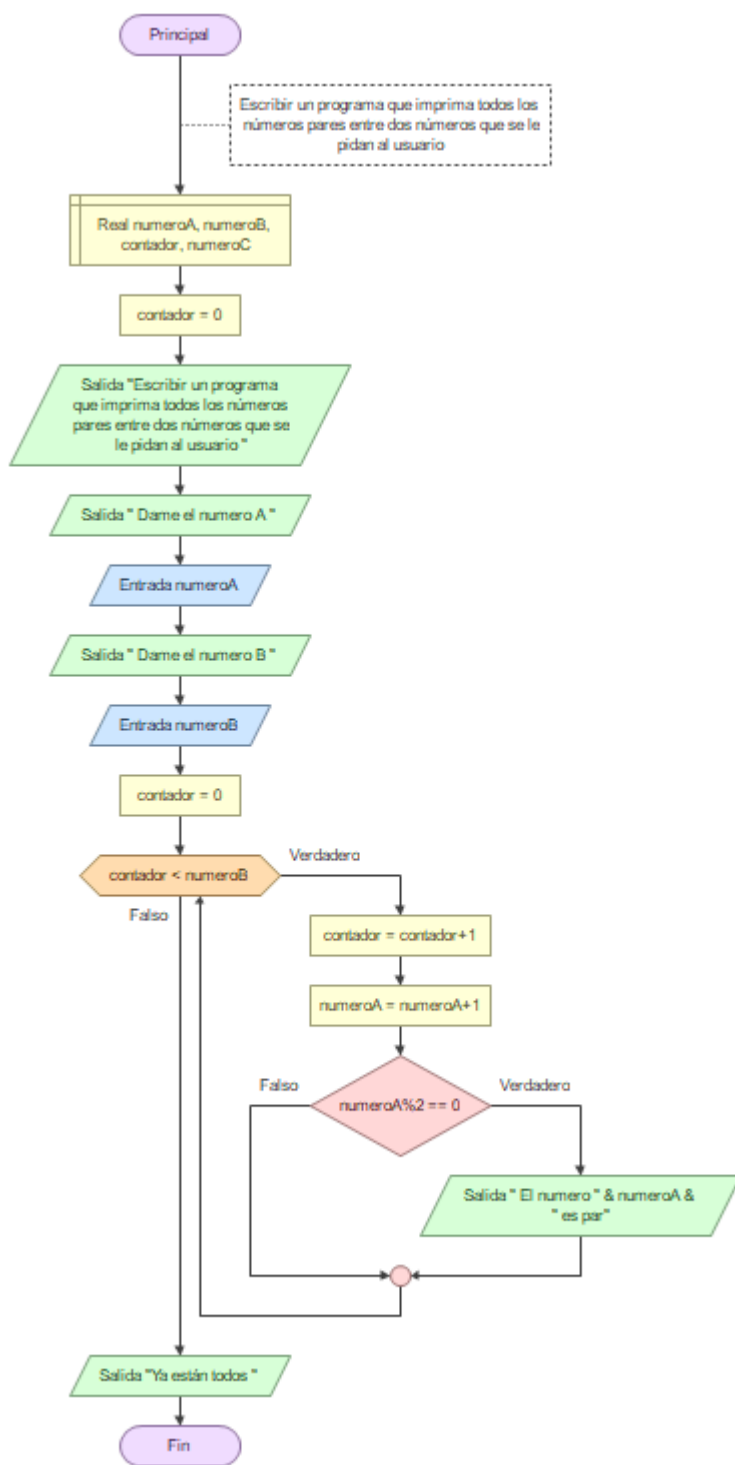 Principal
Escribir un programa que imprima todos los
números pares entre dos números que se le
pidan al usuario
Real numeroA, numeroB,
contador, numeroC
contador = 0
Salida "Escribir un programa
que imprima todos los números
pares entre dos números que se
le pidan al usuario "
Salida " Dame el numero A "
Entrada numeroA
Salida " Dame el numero B "
Entrada numeroB
contador = 0
contador < numeroB
Verdadero
Falso
contador = contador+1
numeroA = numeroA+1
Falso
Verdadero
numeroA%2 == 0
Salida " El numero " & numeroA &
" es par"
Salida "Ya están todos "
Fin